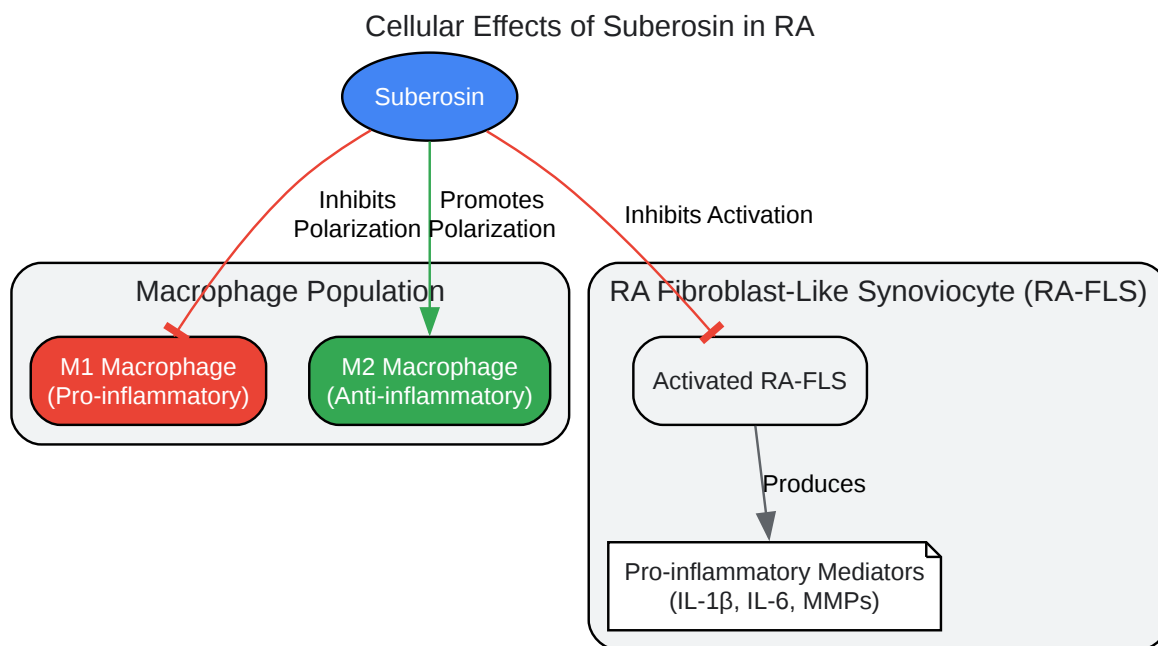 Cellular Effects of Suberosin in RA
Suberosin
Inhibits
Polarization
Promotes
Polarization
Inhibits Activation
Macrophage Population
M1 Macrophage
(Pro-inflammatory)
M2 Macrophage
(Anti-inflammatory)
RA Fibroblast-Like Synoviocyte (RA-FLS)
Activated RA-FLS
Produces
Pro-inflammatory Mediators
(IL-1β, IL-6, MMPs)